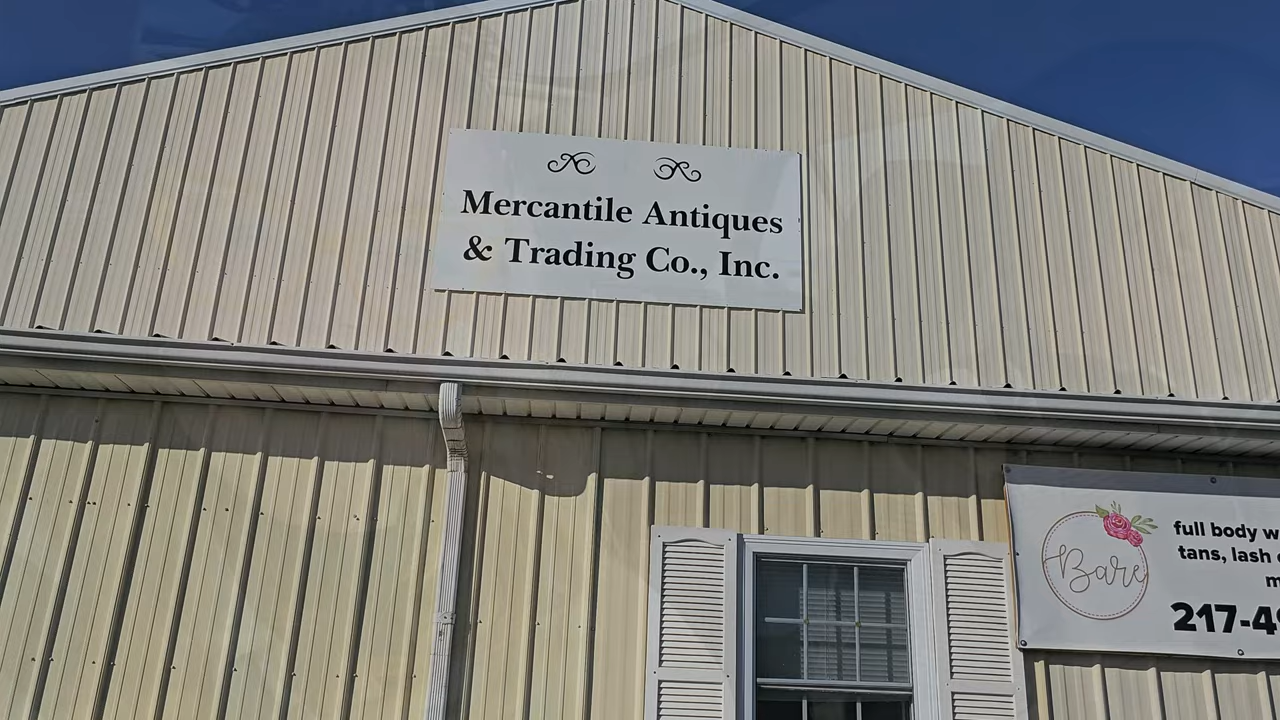 Mercantile Antiques
& Trading Co., Inc.
Bare
full body
tans, lash
217-4